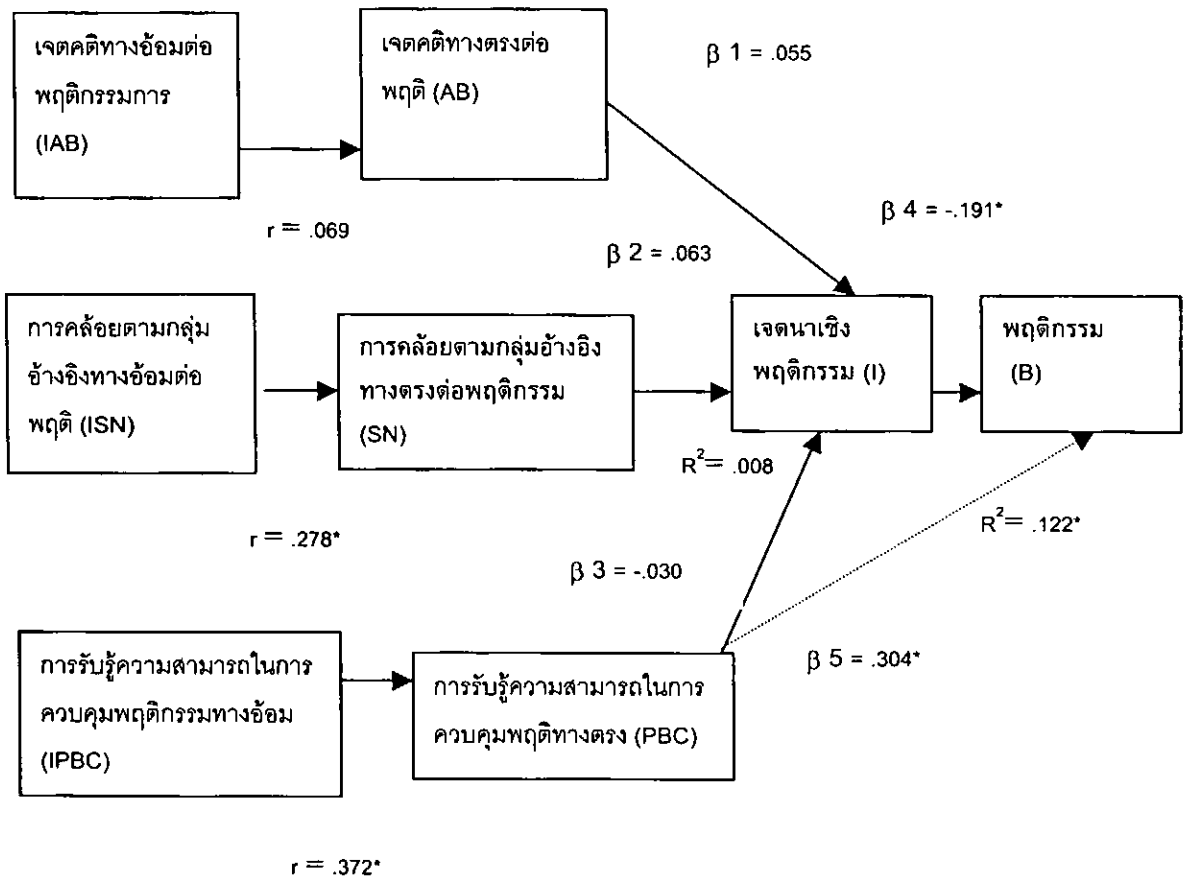 เจตคติทางอ้อมต่อ
พฤติกรรมการ
(IAB)
เจตคติทางตรงต่อ
พฤติ (AB)
β 1 = .055
r = .069
β 2 = .063
β 4 = -.191*
การคล้อยตามกลุ่ม
อ้างอิงทางอ้อมต่อ
พฤติ (ISN)
การคล้อยตามกลุ่มอ้างอิง
ทางตรงต่อพฤติกรรม
(SN)
เจตนาเชิง
พฤติกรรม (I)
พฤติกรรม
(B)
R²= .008
R²= .122*
r = .278*
β 3 = -.030
β 5 = .304*
การรับรู้ความสามารถในการ
ควบคุมพฤติกรรมทางอ้อม
(IPBC)
การรับรู้ความสามารถในการ
ควบคุมพฤติทางตรง (PBC)
r = .372*